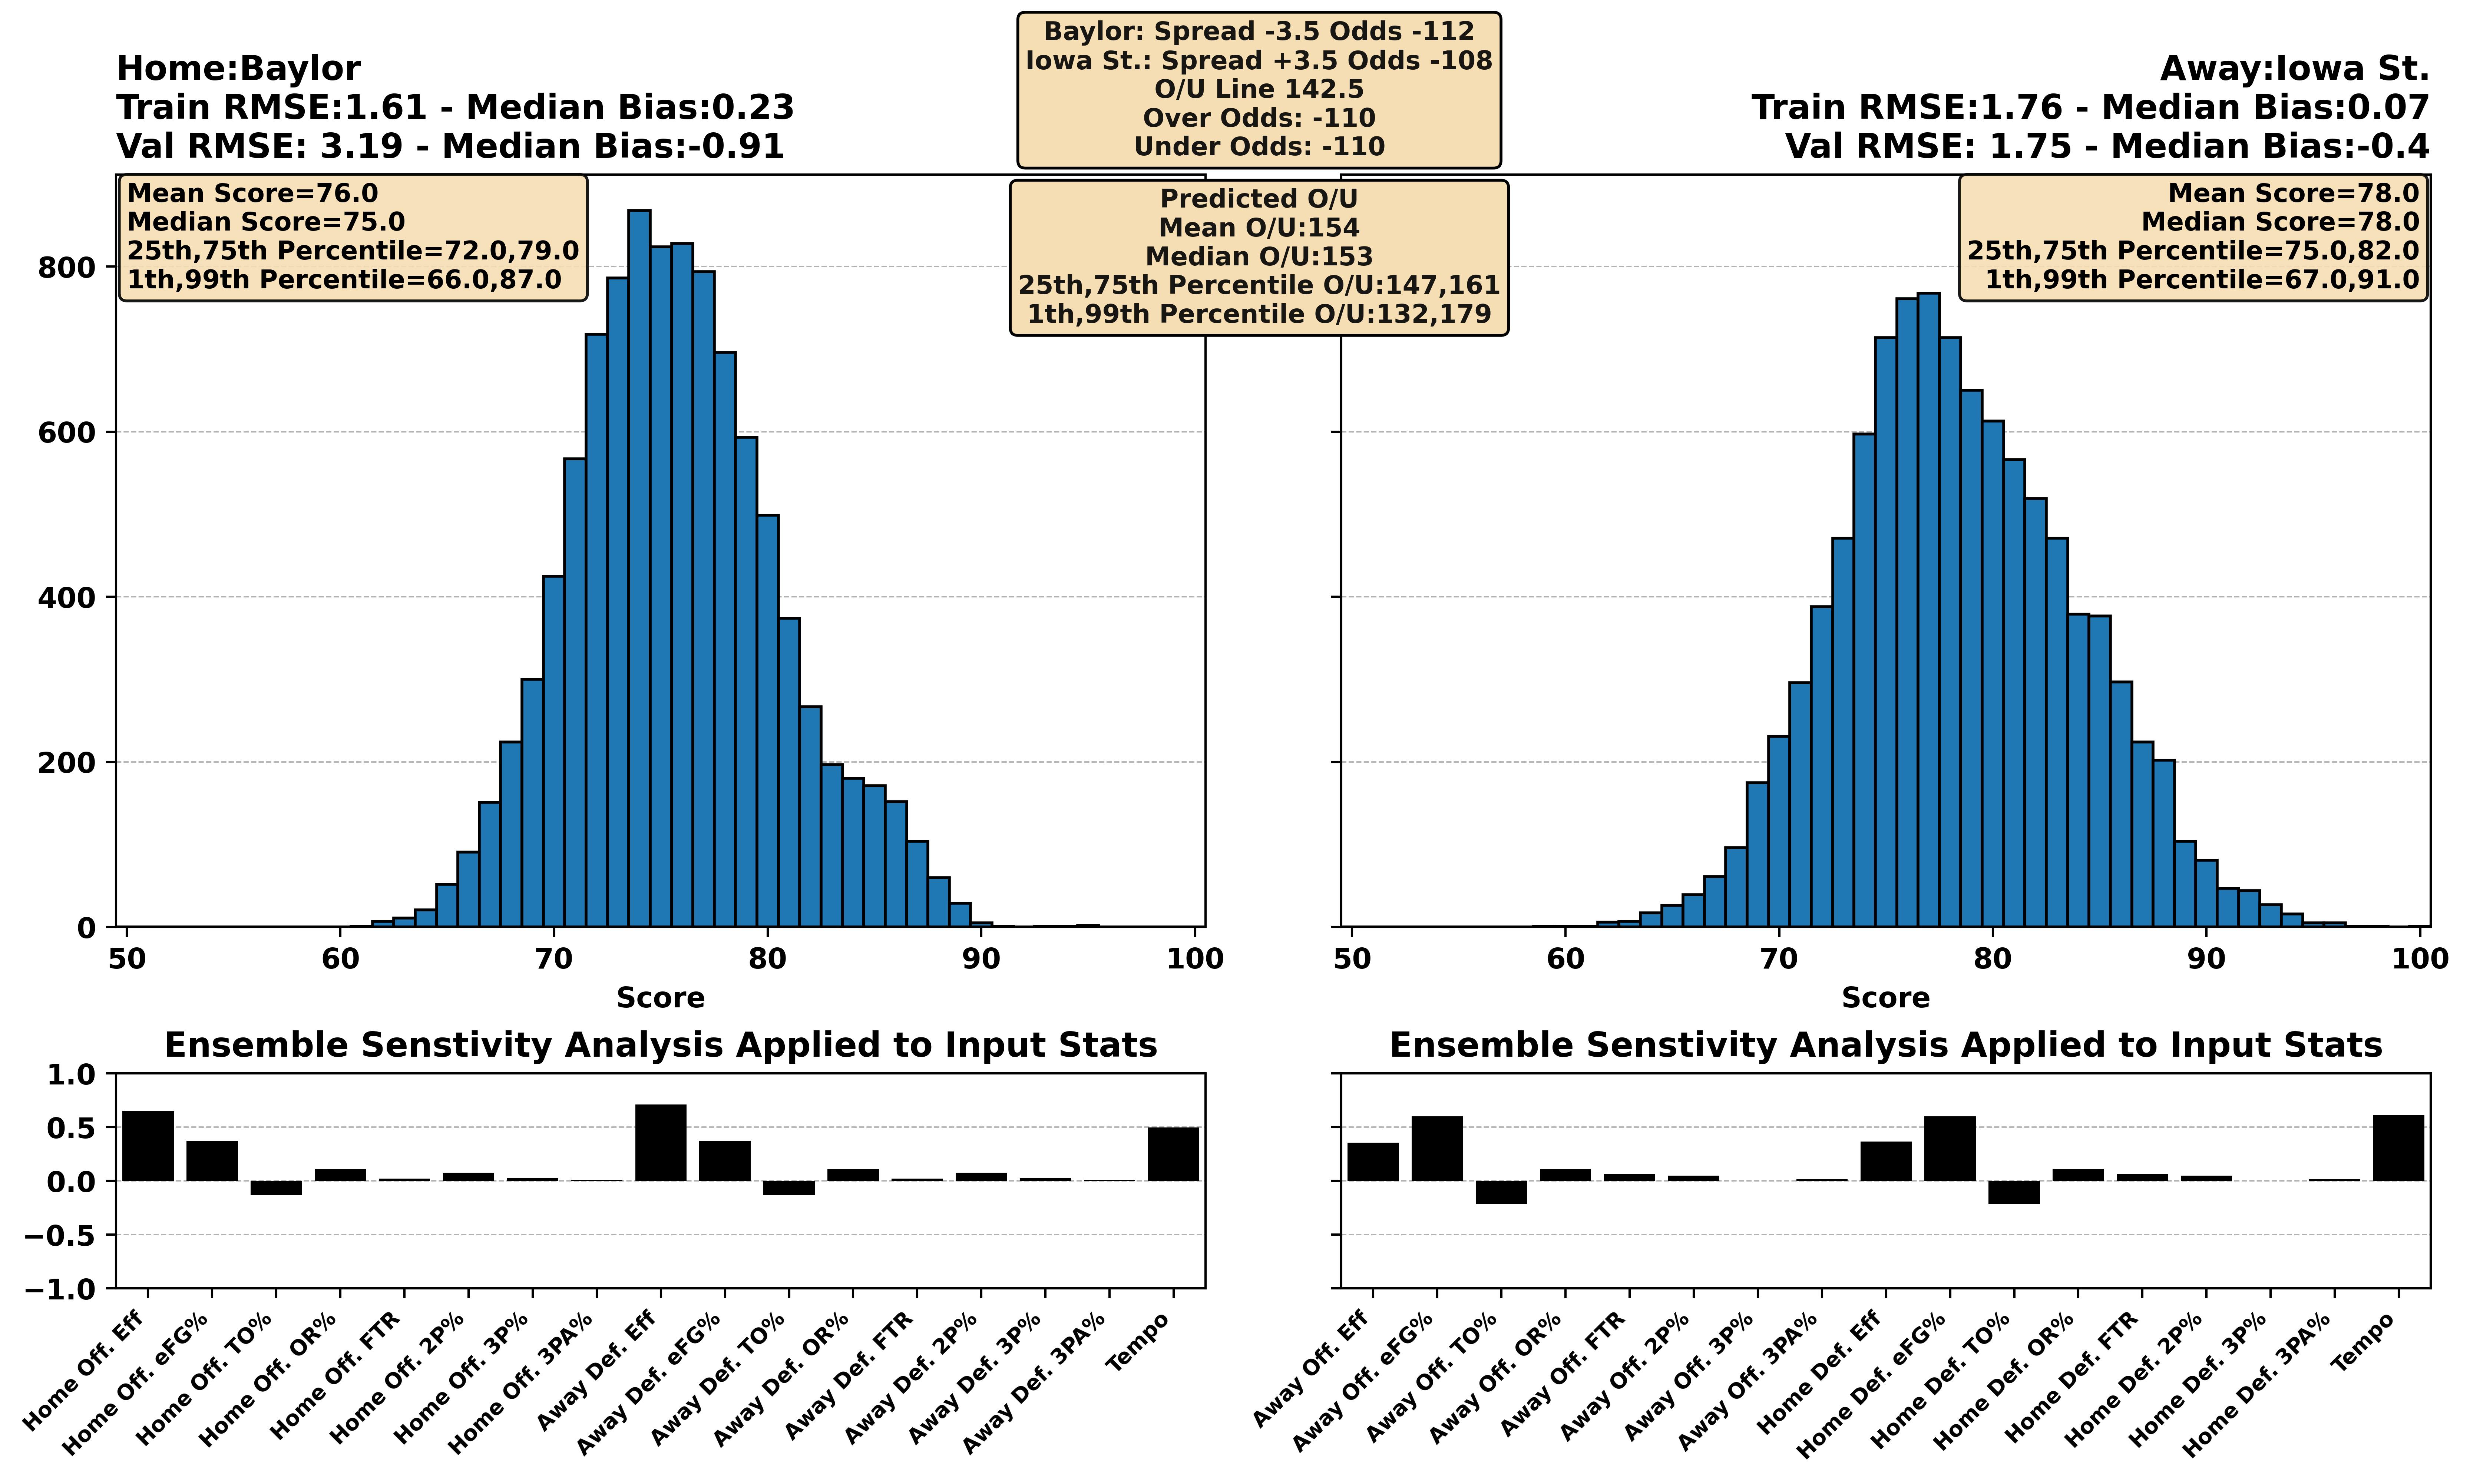 Baylor: Spread -3.5 Odds -112
Iowa St.: Spread +3.5 Odds -108
O/U Line 142.5
Over Odds: -110
Under Odds: -110
Home:Baylor
Train RMSE:1.61 - Median Bias:0.23
Val RMSE: 3.19 - Median Bias:-0.91
Away:Iowa St.
Train RMSE:1.76 - Median Bias:0.07
Val RMSE: 1.75 - Median Bias:-0.4
Mean Score=76.0
Median Score=75.0
25th,75th Percentile=72.0,79.0
1th,99th Percentile=66.0,87.0
Predicted O/U
Mean O/U:154
Median O/U:153
25th,75th Percentile O/U:147,161
1th,99th Percentile O/U:132,179
Mean Score=78.0
Median Score=78.0
25th,75th Percentile=75.0,82.0
1th,99th Percentile=67.0,91.0
800
600
400
200
0
50 60 70 80 90 100
Score
50 60 70 80 90 100
Score
Ensemble Senstivity Analysis Applied to Input Stats
1.0
0.5
0.0
−0.5
−1.0
Home Off. Eff
Home Off. eFG%
Home Off. TO%
Home Off. OR%
Home Off. FTR
Home Off. 2P%
Home Off. 3P%
Home Off. 3PA%
Away Def. Eff
Away Def. eFG%
Away Def. TO%
Away Def. OR%
Away Def. FTR
Away Def. 2P%
Away Def. 3P%
Away Def. 3PA%
Tempo
Ensemble Senstivity Analysis Applied to Input Stats
Away Off. Eff
Away Off. eFG%
Away Off. TO%
Away Off. OR%
Away Off. FTR
Away Off. 2P%
Away Off. 3P%
Away Off. 3PA%
Home Def. Eff
Home Def. eFG%
Home Def. TO%
Home Def. OR%
Home Def. FTR
Home Def. 2P%
Home Def. 3P%
Home Def. 3PA%
Tempo